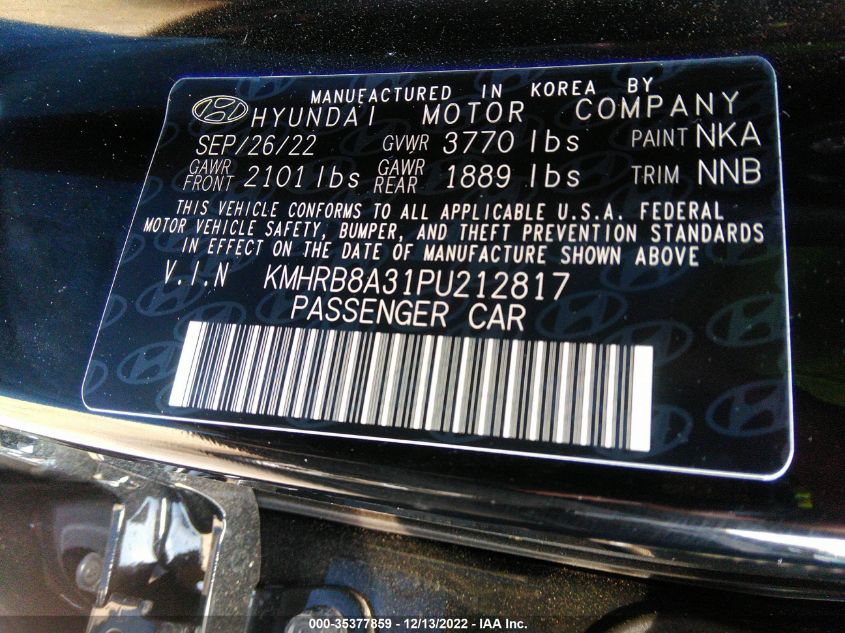 MANUFACTURED IN KOREA BY
HYUNDAI MOTOR COMPANY
SEP/26/22 GVWR 3770 lbs PAINT NKA
GAWR FRONT 2101 lbs GAWR REAR 1889 lbs TRIM NNB
THIS VEHICLE CONFORMS TO ALL APPLICABLE U.S.A. FEDERAL
MOTOR VEHICLE SAFETY, BUMPER, AND THEFT PREVENTION STANDARDS
IN EFFECT ON THE DATE OF MANUFACTURE SHOWN ABOVE
V.I.N KMHRB8A31PU212817
PASSENGER CAR
000-35377859 - 12/13/2022 - IAA Inc.